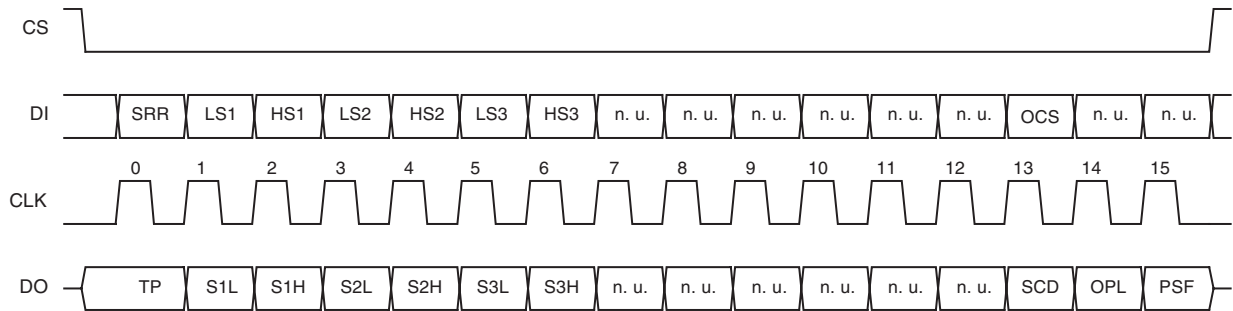 CS
DI SRR LS1 HS1 LS2 HS2 LS3 HS3 n. u. n. u. n. u. n. u. n. u. n. u. OCS n. u. n. u.
0 1 2 3 4 5 6 7 8 9 10 11 12 13 14 15
CLK
DO TP S1L S1H S2L S2H S3L S3H n. u. n. u. n. u. n. u. n. u. n. u. SCD OPL PSF